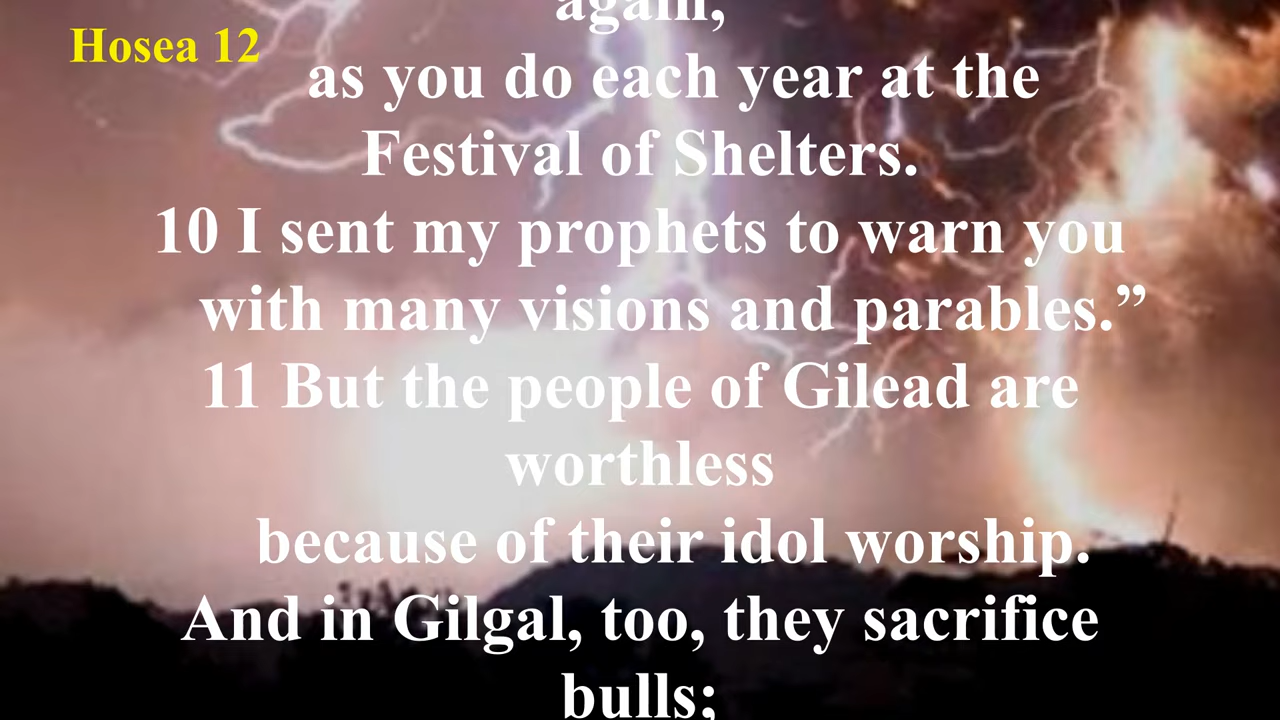 Hosea 12
again,
as you do each year at the
Festival of Shelters.
10 I sent my prophets to warn you
with many visions and parables.”
11 But the people of Gilead are
worthless
because of their idol worship.
And in Gilgal, too, they sacrifice
bulls;